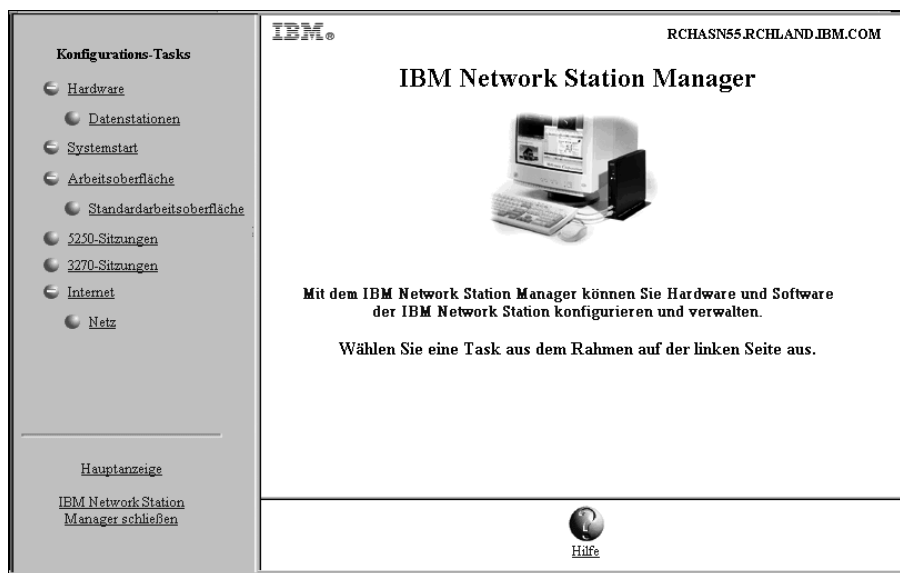 Konfigurations-Tasks
Hardware
Datenstationen
Systemstart
Arbeitsoberfläche
Standardarbeitsoberfläche
5250-Sitzungen
3270-Sitzungen
Internet
Netz
Hauptanzeige
IBM Network Station
Manager schließen
IBM®
RCHASN55.RCHLAND.IBM.COM
IBM Network Station Manager
Mit dem IBM Network Station Manager können Sie Hardware und Software
der IBM Network Station konfigurieren und verwalten.
Wählen Sie eine Task aus dem Rahmen auf der linken Seite aus.
Hilfe